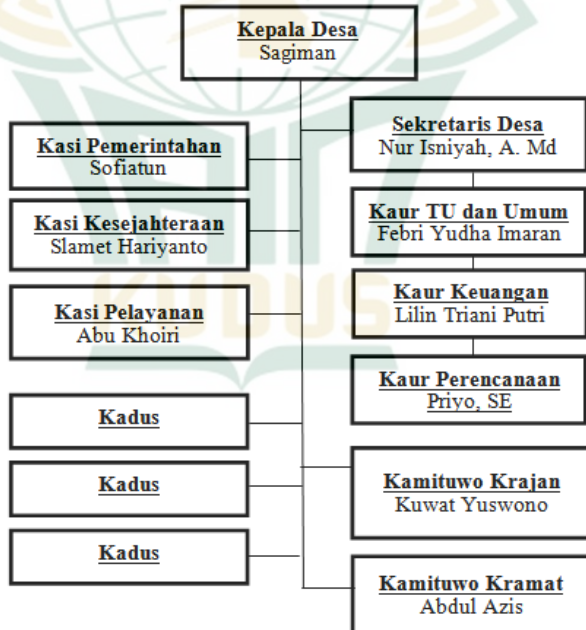 Kepala Desa
Sagiman
Kasi Pemerintahan
Sofiatun
Kasi Kesejahteraan
Slamet Hariyanto
Kasi Pelayanan
Abu Khoiri
Kadus
Kadus
Kadus
Sekretaris Desa
Nur Isniyah, A. Md
Kaur TU dan Umum
Febri Yudha Imaran
Kaur Keuangan
Lilin Triani Putri
Kaur Perencanaan
Priyo, SE
Kamituwo Krajan
Kuwat Yuswono
Kamituwo Kramat
Abdul Azis
KUDUS